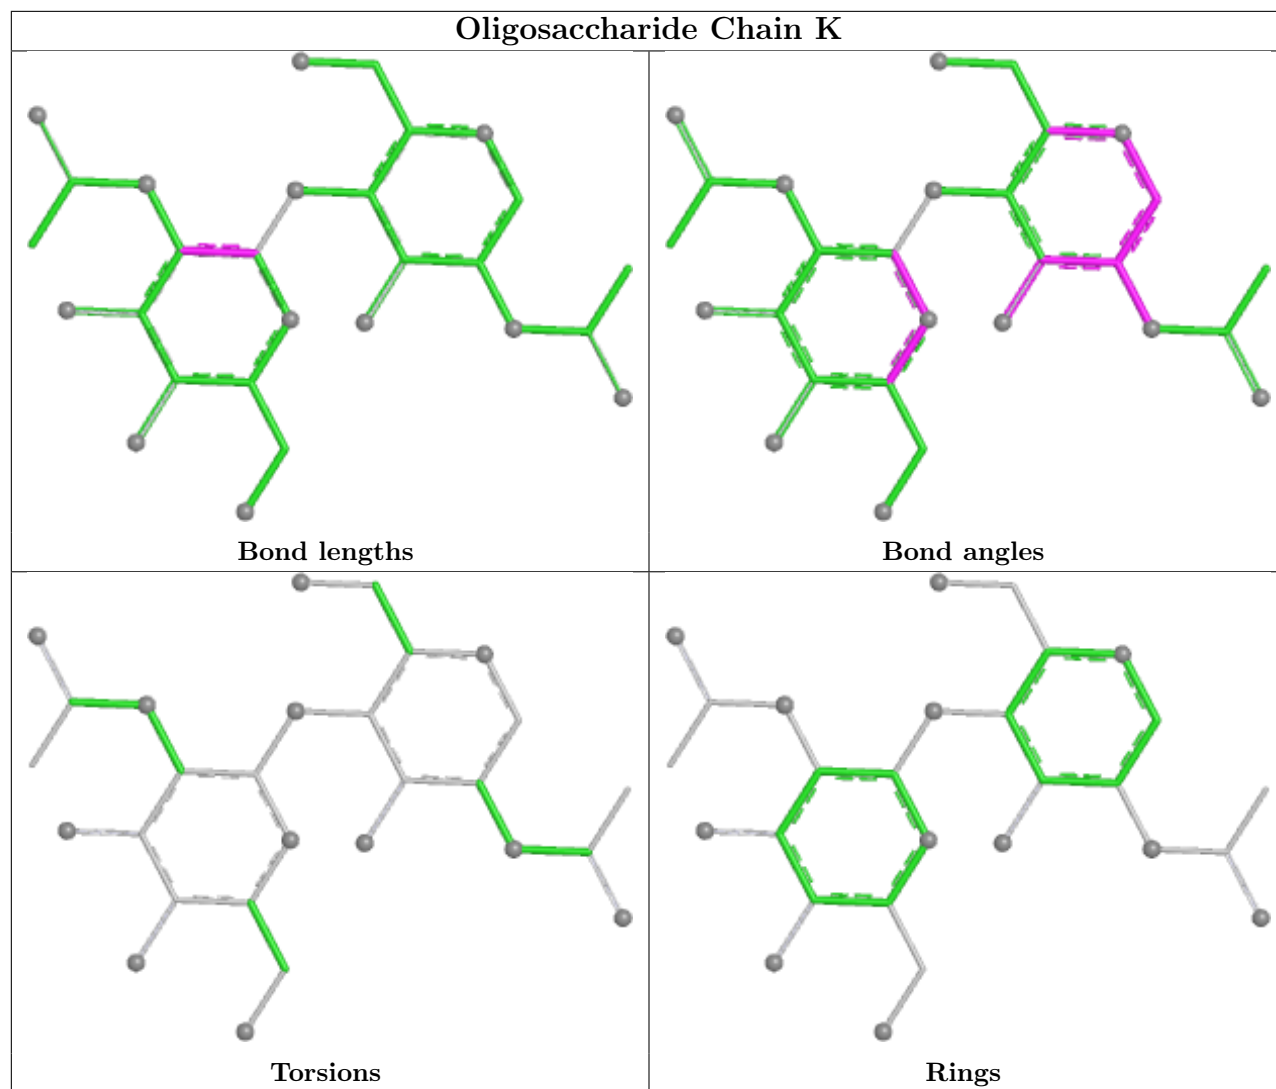 Oligosaccharide Chain K
Bond lengths
Bond angles
Torsions
Rings